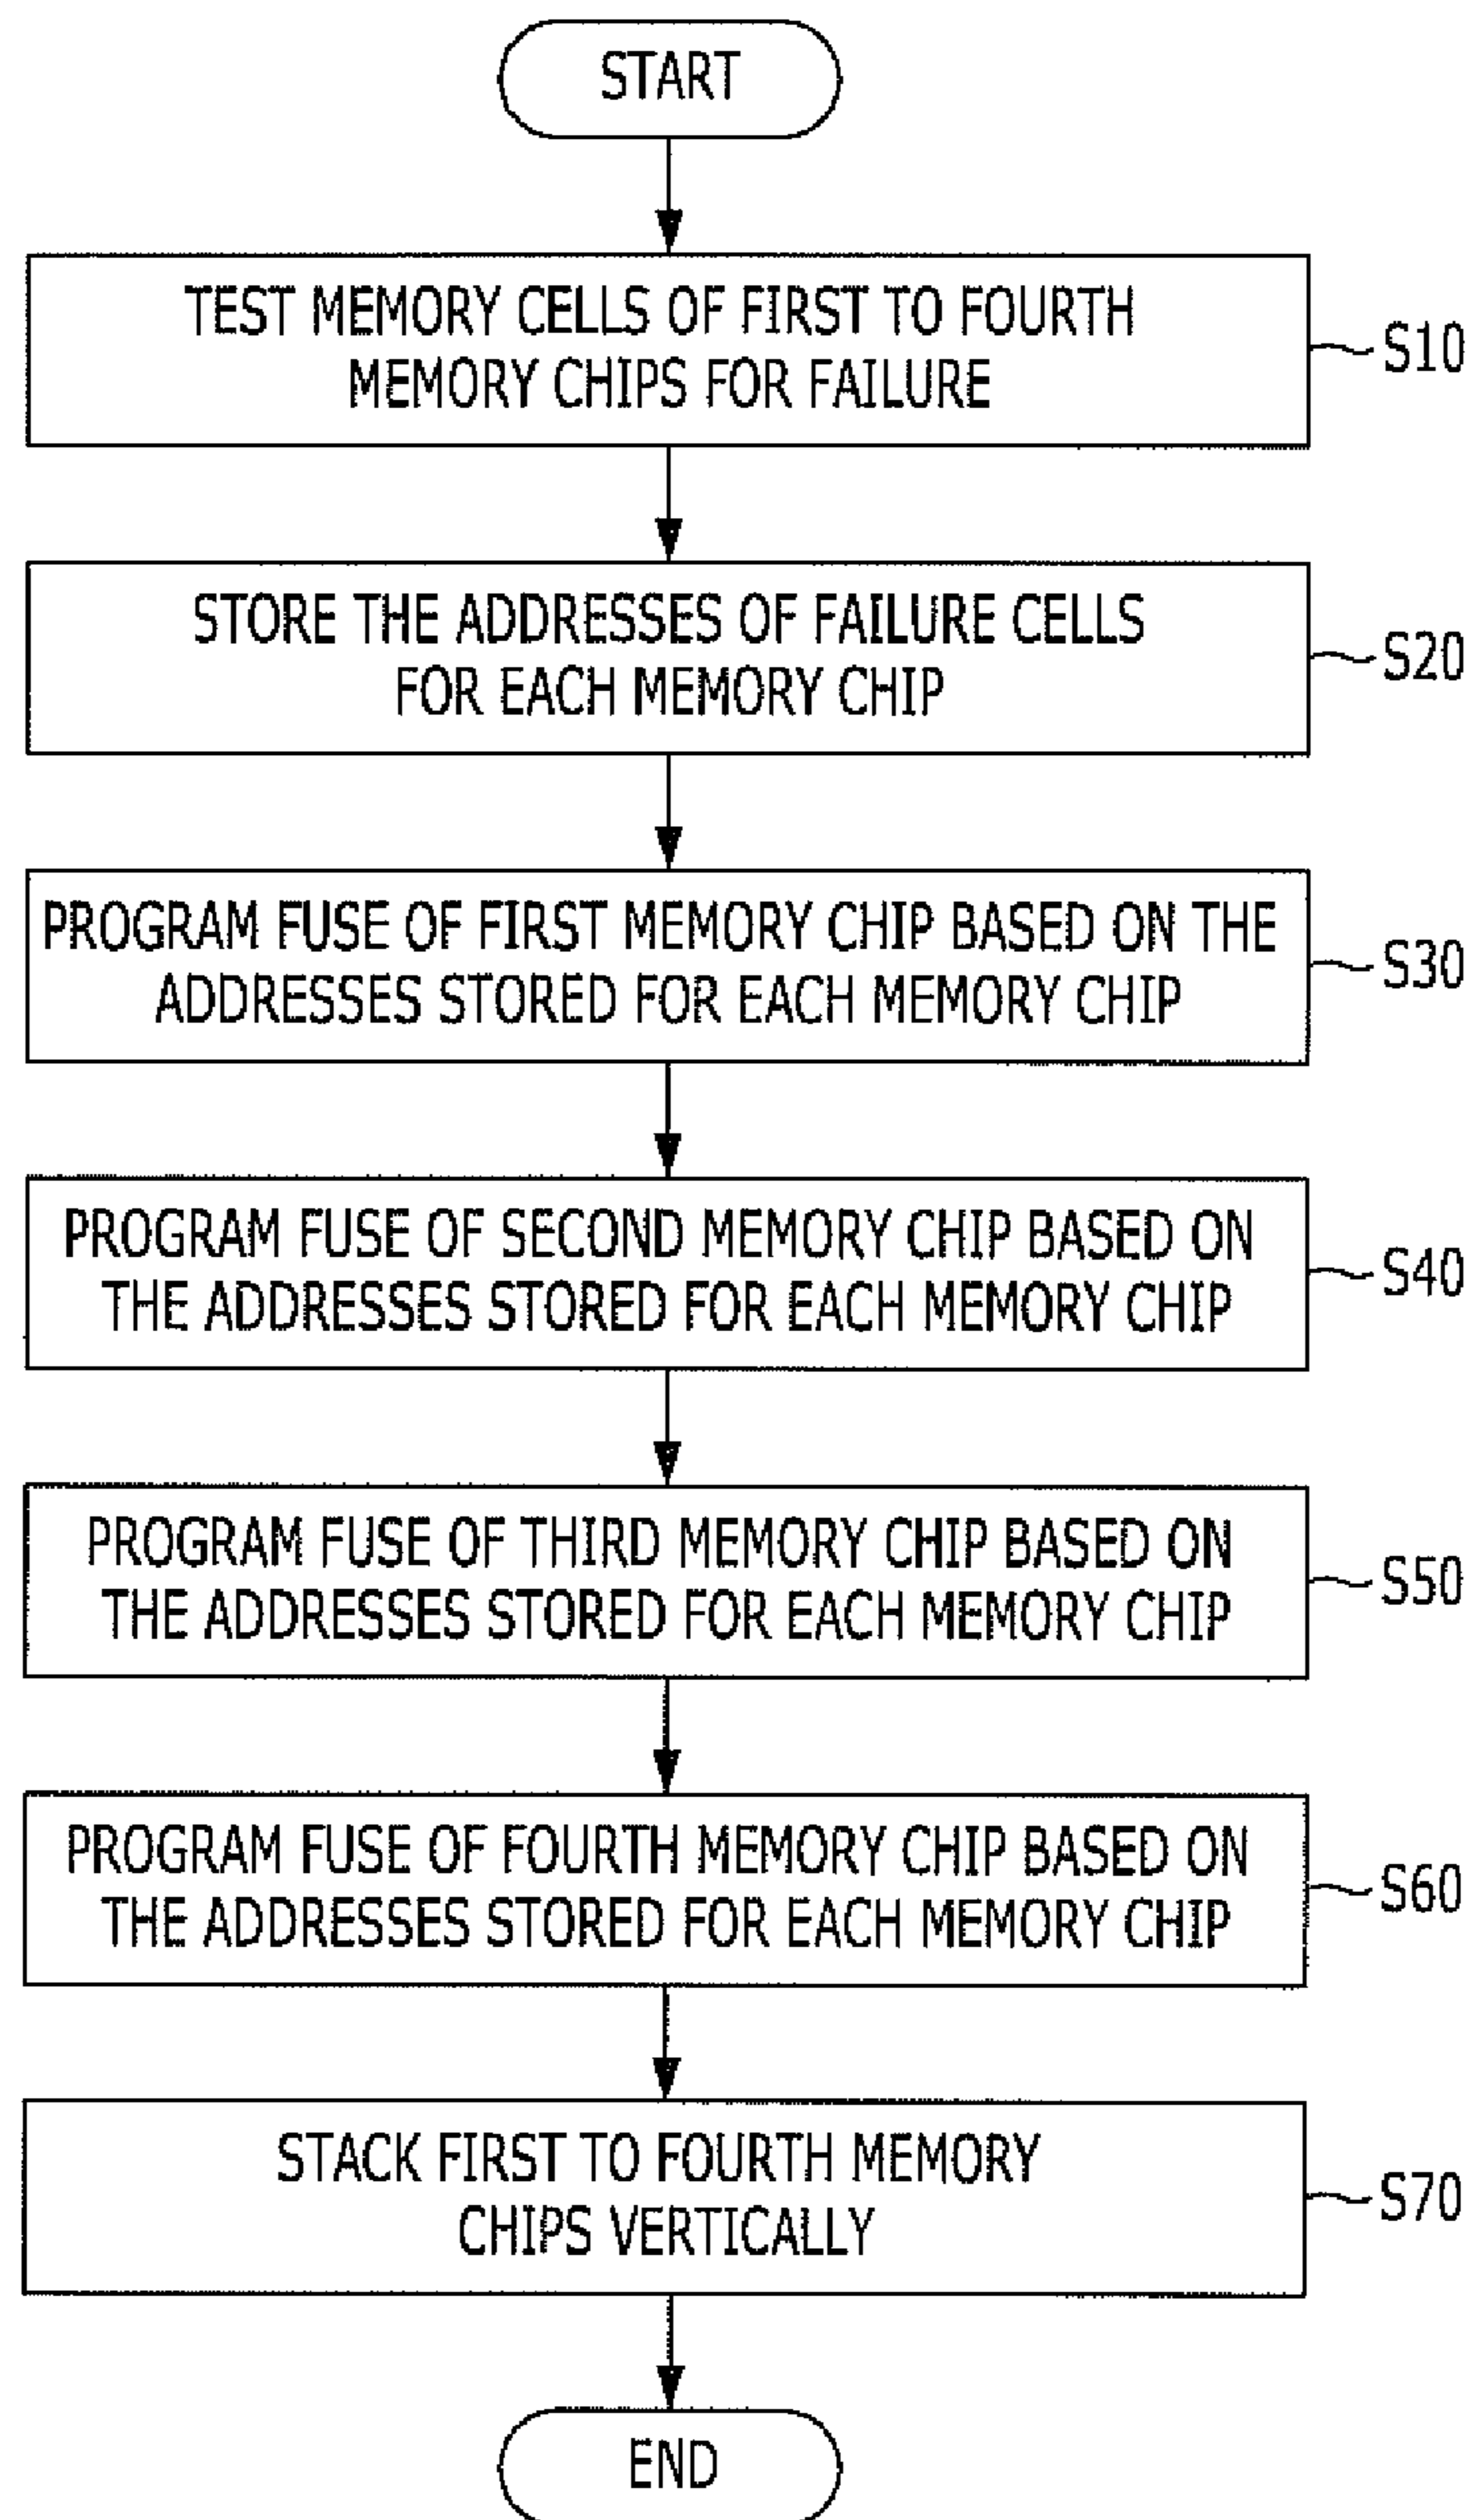 START
TEST MEMORY CELLS OF FIRST TO FOURTH
MEMORY CHIPS FOR FAILURE
S10
STORE THE ADDRESSES OF FAILURE CELLS
FOR EACH MEMORY CHIP
S20
PROGRAM FUSE OF FIRST MEMORY CHIP BASED ON THE
ADDRESSES STORED FOR EACH MEMORY CHIP
S30
PROGRAM FUSE OF SECOND MEMORY CHIP BASED ON
THE ADDRESSES STORED FOR EACH MEMORY CHIP
S40
PROGRAM FUSE OF THIRD MEMORY CHIP BASED ON
THE ADDRESSES STORED FOR EACH MEMORY CHIP
S50
PROGRAM FUSE OF FOURTH MEMORY CHIP BASED ON
THE ADDRESSES STORED FOR EACH MEMORY CHIP
S60
STACK FIRST TO FOURTH MEMORY
CHIPS VERTICALLY
S70
END